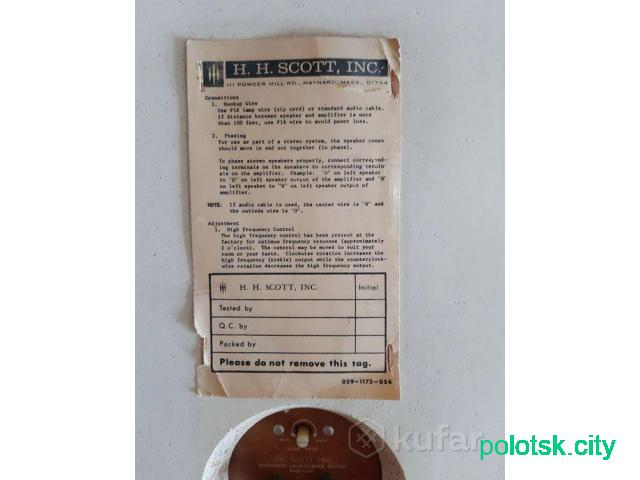 H. H. SCOTT, INC.
111 POWDER MILL RD., MAYNARD, MASS., 01754
Connections
1. Hookup Wire
Use #18 lamp wire (zip cord) or standard audio cable.
If distance between speaker and amplifier is more
than 100 feet, use #16 wire to avoid power loss.
2. Phasing
For use as part of a stereo system, the speaker cones
should move in and out together (in phase).
To phase stereo speakers properly, connect correspond-
ing terminals on the speakers to corresponding termin-
als on the amplifier. Example: "O" on left speaker
to "O" on left speaker output of the amplifier and "H"
on left speaker to "H" on left speaker output of
amplifier.
NOTE: If audio cable is used, the center wire is "H" and
the outside wire is "O".
Adjustment
1. High Frequency Control
The high frequency control has been preset at the
factory for optimum frequency response (approximately
2 o'clock). The control may be moved to suit your
room or your taste. Clockwise rotation increases the
high frequency (treble) output while the counterclock-
wise rotation decreases the high frequency output.
H. H. SCOTT, INC. Initial
Tested by
Q.C. by
Packed by
Please do not remove this tag.
029-1173-054
H.H. SCOTT INC
kufar
polotsk.city